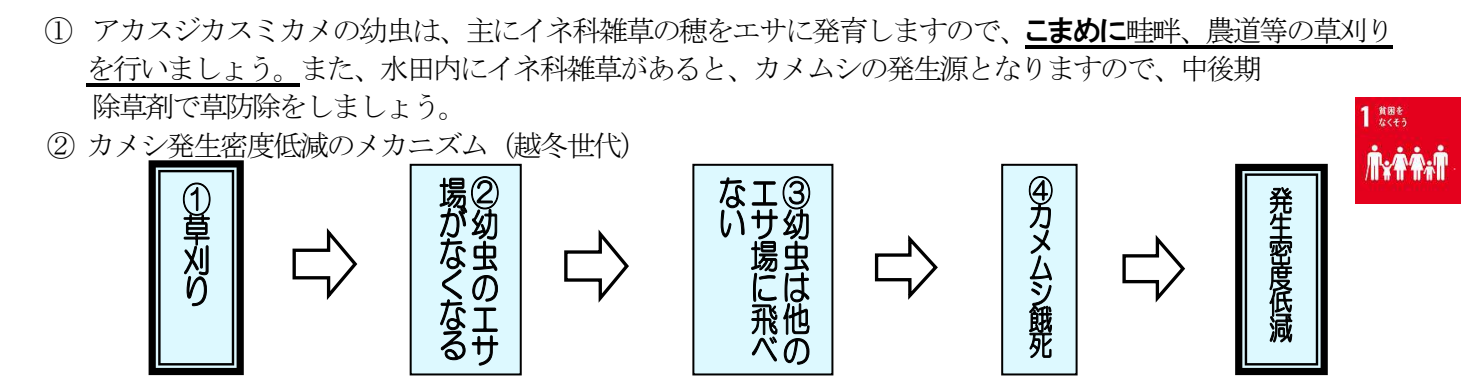 ① アカスジカスミカメの幼虫は、主にイネ科雑草の穂をエサに発育しますので、こまめに畦畔、農道等の草刈り
を行いましょう。また、水田内にイネ科雑草があると、カメムシの発生源となりますので、中後期
除草剤で草防除をしましょう。
② カメシ発生密度低減のメカニズム（越冬世代）
1 貧困を
なくそう
①草刈り
②幼虫のエサ
場がなくなる
③幼虫は他の
エサ場に飛べ
ない
④カメムシ餓死
発生密度低減